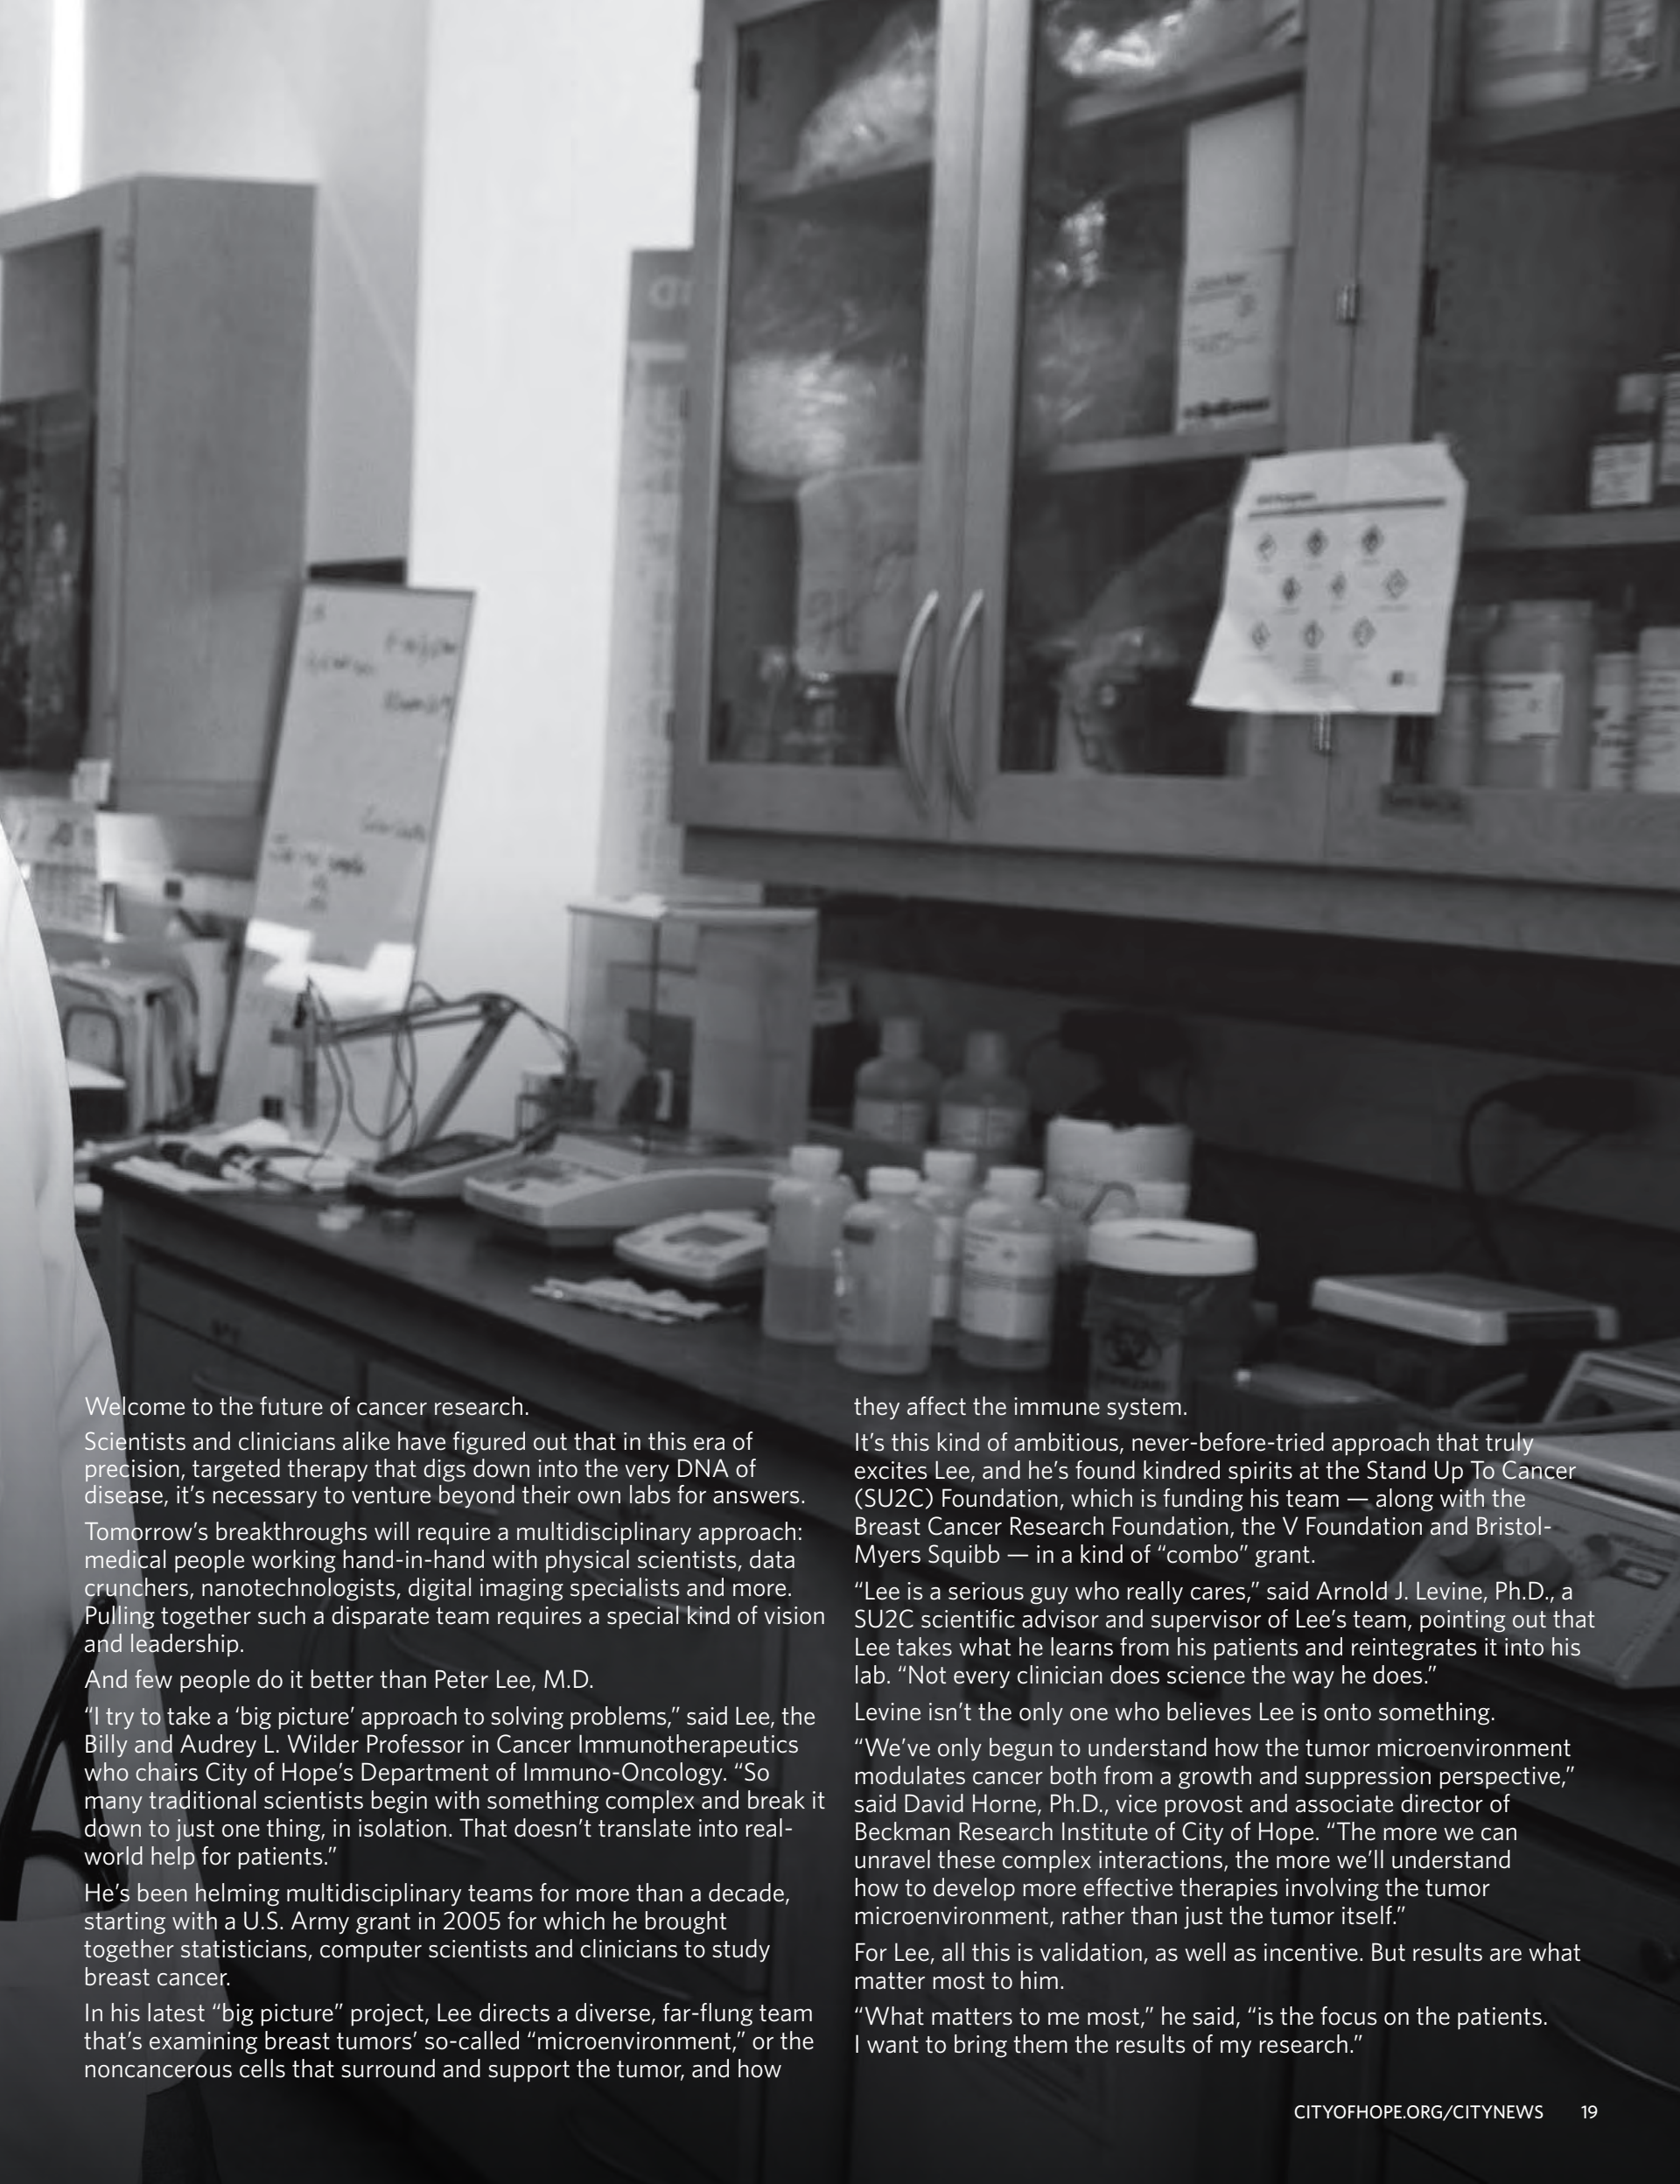 Welcome to the future of cancer research.
Scientists and clinicians alike have figured out that in this era of
precision, targeted therapy that digs down into the very DNA of
disease, it’s necessary to venture beyond their own labs for answers.
Tomorrow’s breakthroughs will require a multidisciplinary approach:
medical people working hand-in-hand with physical scientists, data
crunchers, nanotechnologists, digital imaging specialists and more.
Pulling together such a disparate team requires a special kind of vision
and leadership.
And few people do it better than Peter Lee, M.D.
“I try to take a ‘big picture’ approach to solving problems,” said Lee, the
Billy and Audrey L. Wilder Professor in Cancer Immunotherapeutics
who chairs City of Hope’s Department of Immuno-Oncology. “So
many traditional scientists begin with something complex and break it
down to just one thing, in isolation. That doesn’t translate into real-
world help for patients.”
He’s been helming multidisciplinary teams for more than a decade,
starting with a U.S. Army grant in 2005 for which he brought
together statisticians, computer scientists and clinicians to study
breast cancer.
In his latest “big picture” project, Lee directs a diverse, far-flung team
that’s examining breast tumors’ so-called “microenvironment,” or the
noncancerous cells that surround and support the tumor, and how
they affect the immune system.
It’s this kind of ambitious, never-before-tried approach that truly
excites Lee, and he’s found kindred spirits at the Stand Up To Cancer
(SU2C) Foundation, which is funding his team — along with the
Breast Cancer Research Foundation, the V Foundation and Bristol-
Myers Squibb — in a kind of “combo” grant.
“Lee is a serious guy who really cares,” said Arnold J. Levine, Ph.D., a
SU2C scientific advisor and supervisor of Lee’s team, pointing out that
Lee takes what he learns from his patients and reintegrates it into his
lab. “Not every clinician does science the way he does.”
Levine isn’t the only one who believes Lee is onto something.
“We’ve only begun to understand how the tumor microenvironment
modulates cancer both from a growth and suppression perspective,”
said David Horne, Ph.D., vice provost and associate director of
Beckman Research Institute of City of Hope. “The more we can
unravel these complex interactions, the more we’ll understand
how to develop more effective therapies involving the tumor
microenvironment, rather than just the tumor itself.”
For Lee, all this is validation, as well as incentive. But results are what
matter most to him.
“What matters to me most,” he said, “is the focus on the patients.
I want to bring them the results of my research.”
CITYOFHOPE.ORG/CITYNEWS 19